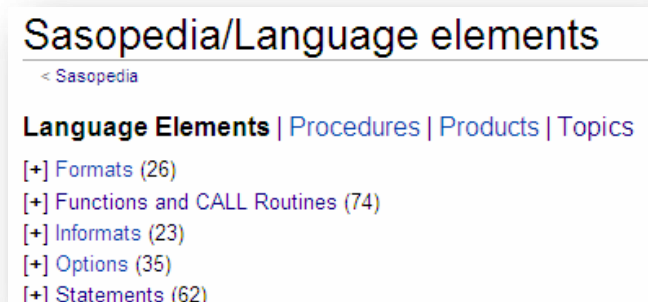 Sasopedia/Language elements
< Sasopedia
Language Elements | Procedures | Products | Topics
[+] Formats (26)
[+] Functions and CALL Routines (74)
[+] Informats (23)
[+] Options (35)
[+] Statements (62)